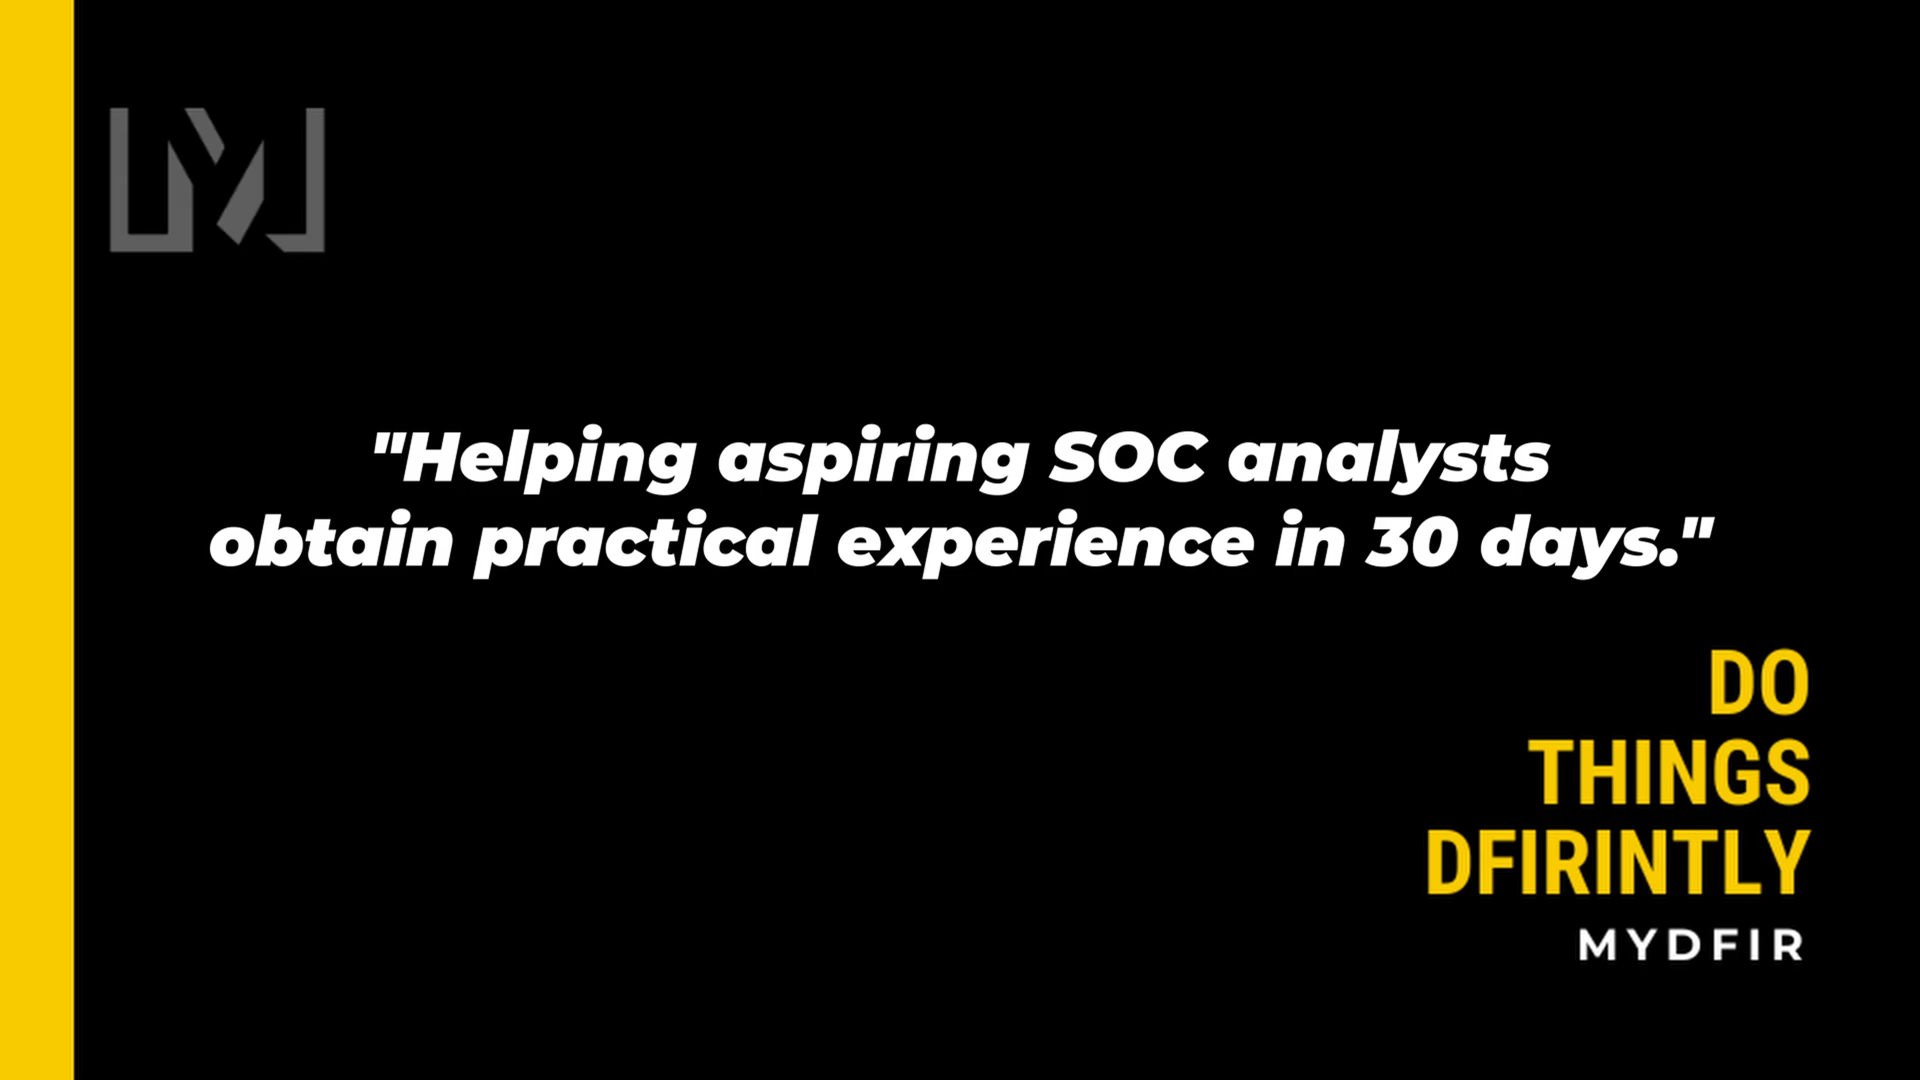 "Helping aspiring SOC analysts
obtain practical experience in 30 days."
DO
THINGS
DFIRINTLY
MYDFIR